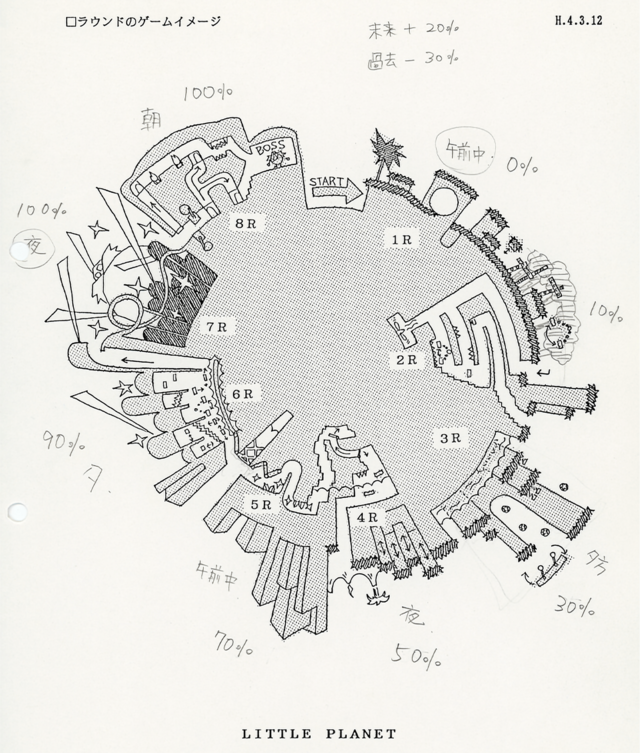 □ラウンドのゲームイメージ
H.4.3.12
未来 + 20%
過去 - 30%
100%
朝
BOSS
START
午前中
0%
8R
1R
100%
夜
10%
7R
2R
6R
3R
90%
夕
5R
4R
午前中
夜
夕方
30%
70%
50%
LITTLE PLANET